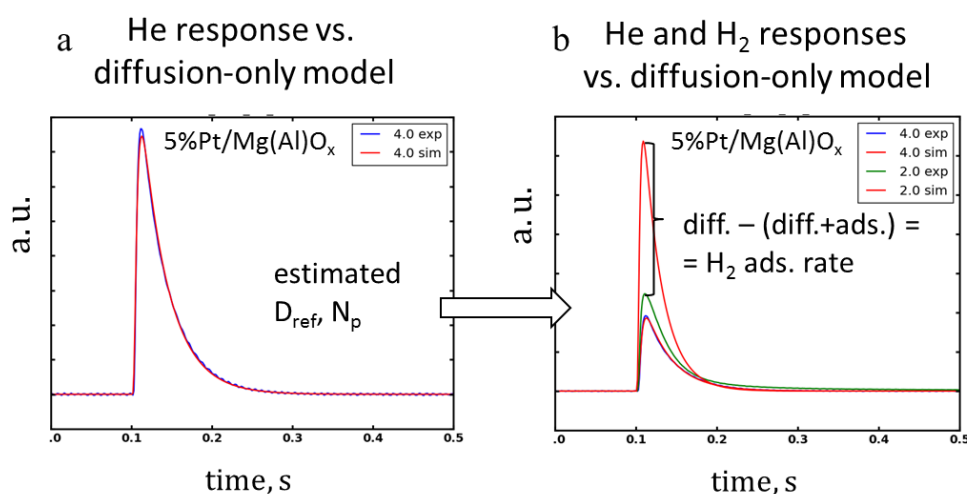 a
He response vs.
diffusion-only model
5%Pt/Mg(Al)Oₓ
4.0 exp
4.0 sim
a. u.
estimated
D_ref, N_p
.0 0.1 0.2 0.3 0.4 0.5
time, s
b
He and H₂ responses
vs. diffusion-only model
5%Pt/Mg(Al)Oₓ
4.0 exp
4.0 sim
2.0 exp
2.0 sim
a. u.
diff. – (diff.+ads.) =
= H₂ ads. rate
.0 0.1 0.2 0.3 0.4 0.5
time, s